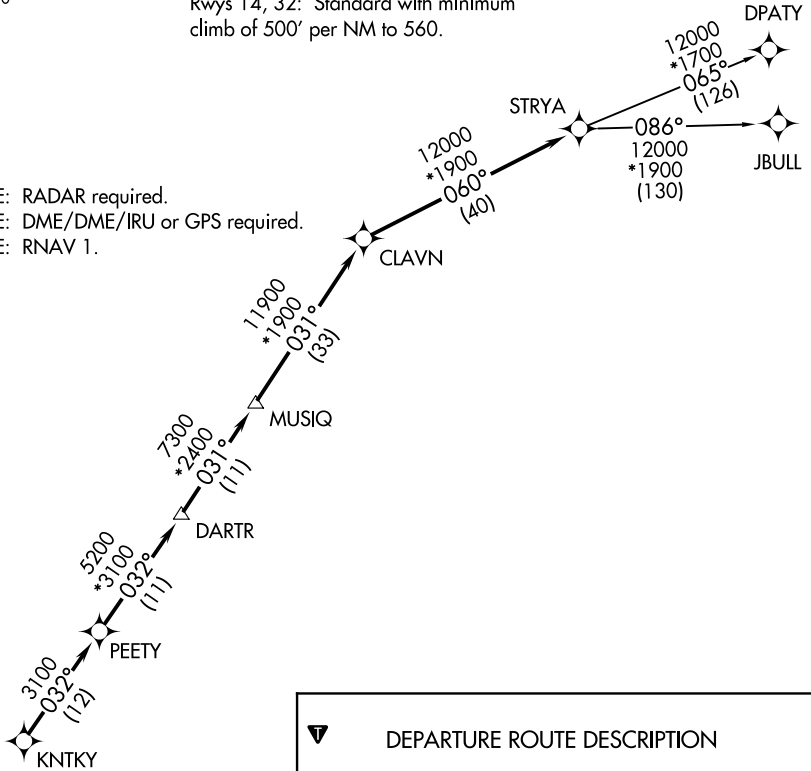 Rwys 14, 32: Standard with minimum
climb of 500' per NM to 560.
DPATY
12000
*1700
065°
(126)
STRYA
086°
12000
*1900
(130)
JBULL
12000
*1900
060°
(40)
E: RADAR required.
E: DME/DME/IRU or GPS required.
E: RNAV 1.
CLAVN
11900
*1900
031°
(33)
MUSIQ
7300
*2400
031°
(11)
DARTR
5200
*3100
032°
(11)
PEETY
3100
032°
(12)
KNTKY
T
DEPARTURE ROUTE DESCRIPTION